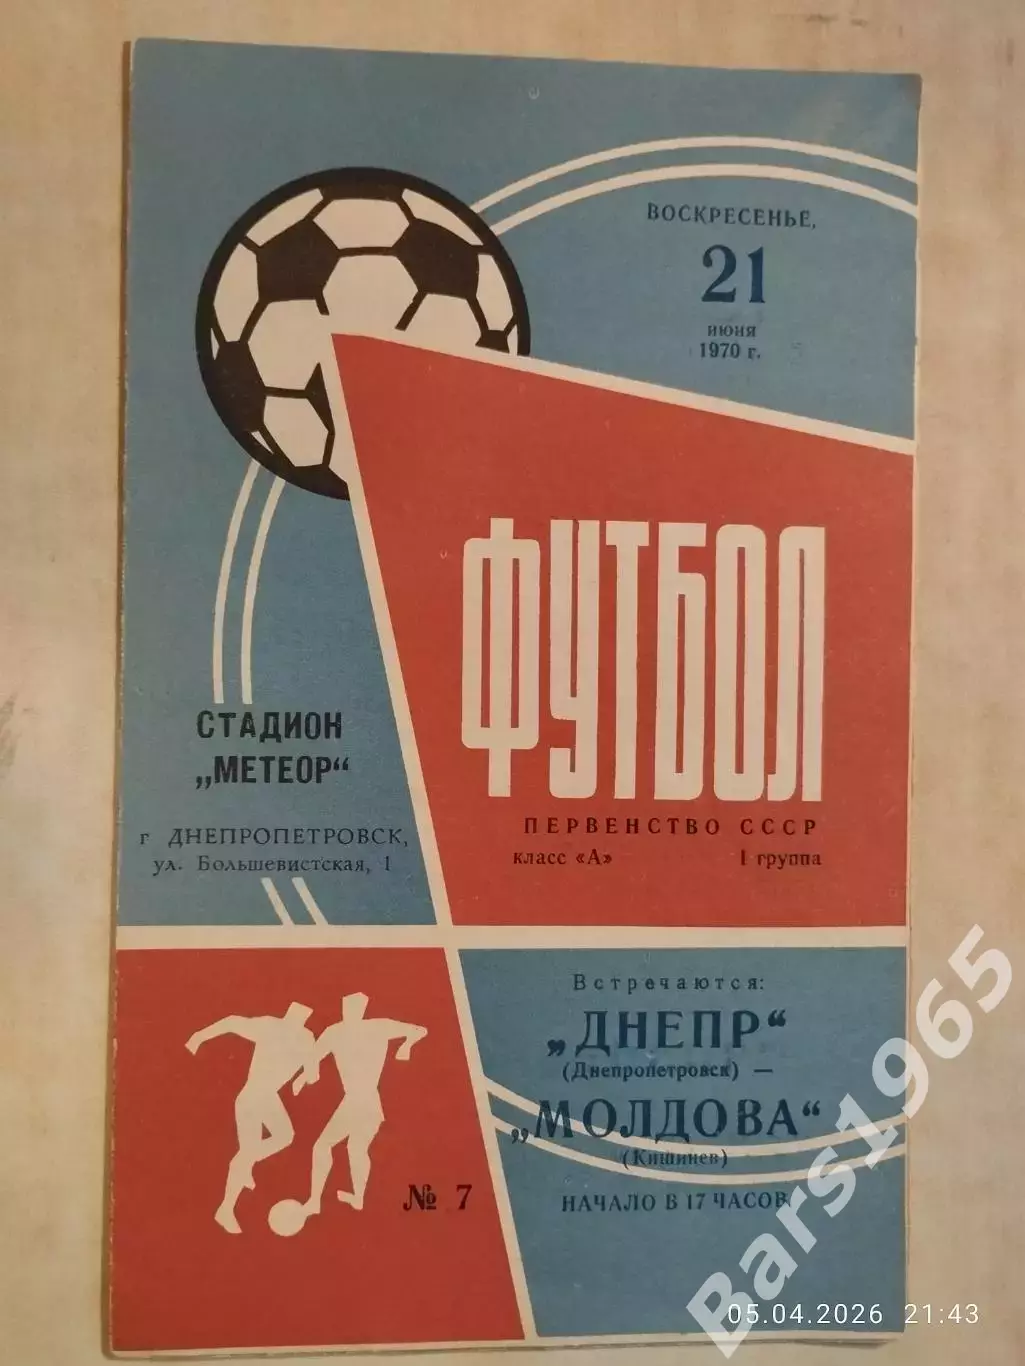 ВОСКРЕСЕНЬЕ,
21
июня
1970 г.
ФУТБОЛ
СТАДИОН
„МЕТЕОР“
г ДНЕПРОПЕТРОВСК,
ул. Большевистская, 1
ПЕРВЕНСТВО СССР
класс «А» I группа
Встречаются:
„ДНЕПР“
(Днепропетровск) —
„МОЛДОВА“
(Кишинев)
№ 7
НАЧАЛО В 17 ЧАСОВ
Bars1965
05.04.2026 21:43